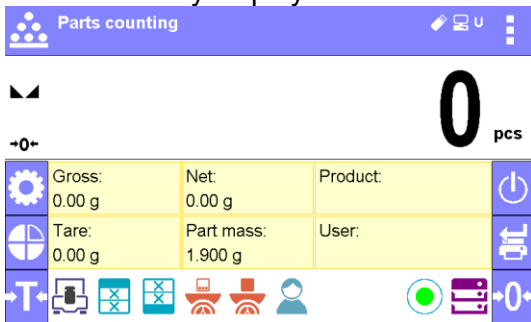 Parts counting
U
0 pcs
→0←
Gross:
0.00 g
Net:
0.00 g
Product:
Tare:
0.00 g
Part mass:
1.900 g
User:
→T←
→0←